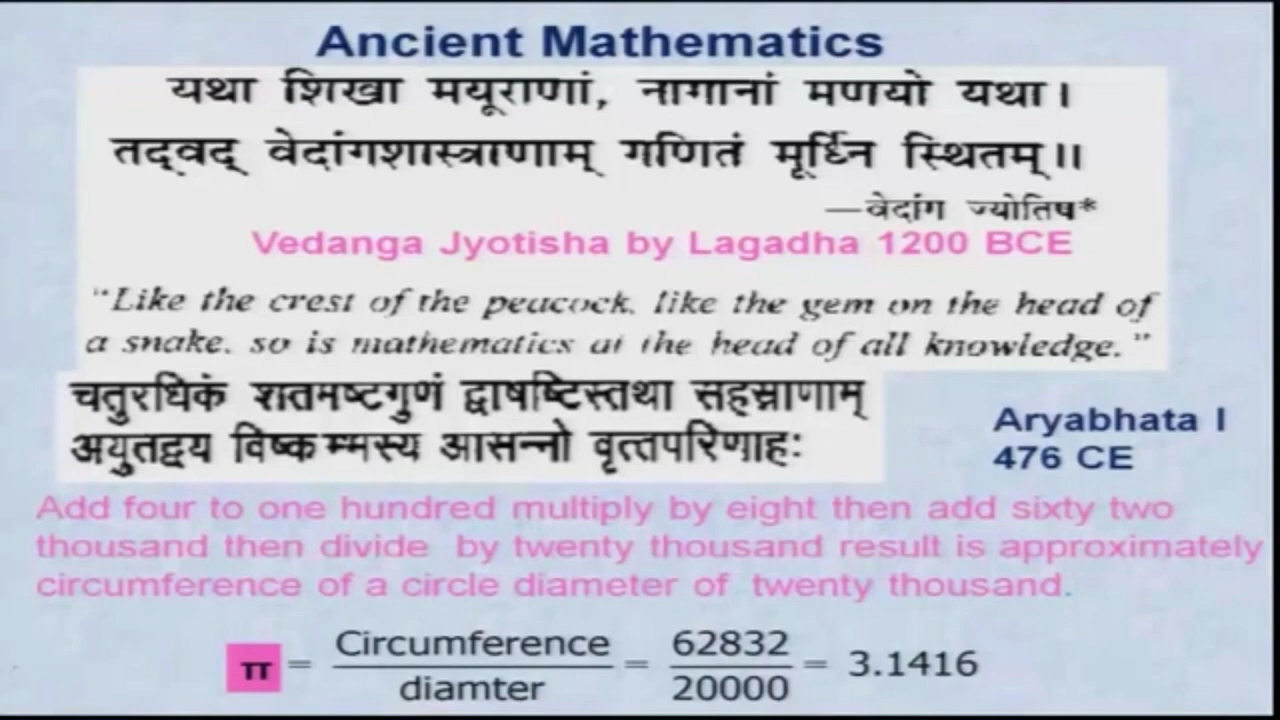 Ancient Mathematics
यथा शिखा मयूराणां, नागानां मणयो यथा।
तद्वद् वेदांगशास्त्राणाम् गणितं मूर्ध्नि स्थितम्॥
—वेदांग ज्योतिष*
Vedanga Jyotisha by Lagadha 1200 BCE
"Like the crest of the peacock, like the gem on the head of
a snake, so is mathematics at the head of all knowledge."
चतुरधिकं शतमष्टगुणं द्वाषष्टिस्तथा सहस्राणाम्
अयुतद्वय विष्कम्मस्य आसन्नो वृत्तपरिणाहः
Aryabhata I
476 CE
Add four to one hundred multiply by eight then add sixty two
thousand then divide by twenty thousand result is approximately
circumference of a circle diameter of twenty thousand.
π = Circumference / diamter = 62832 / 20000 = 3.1416